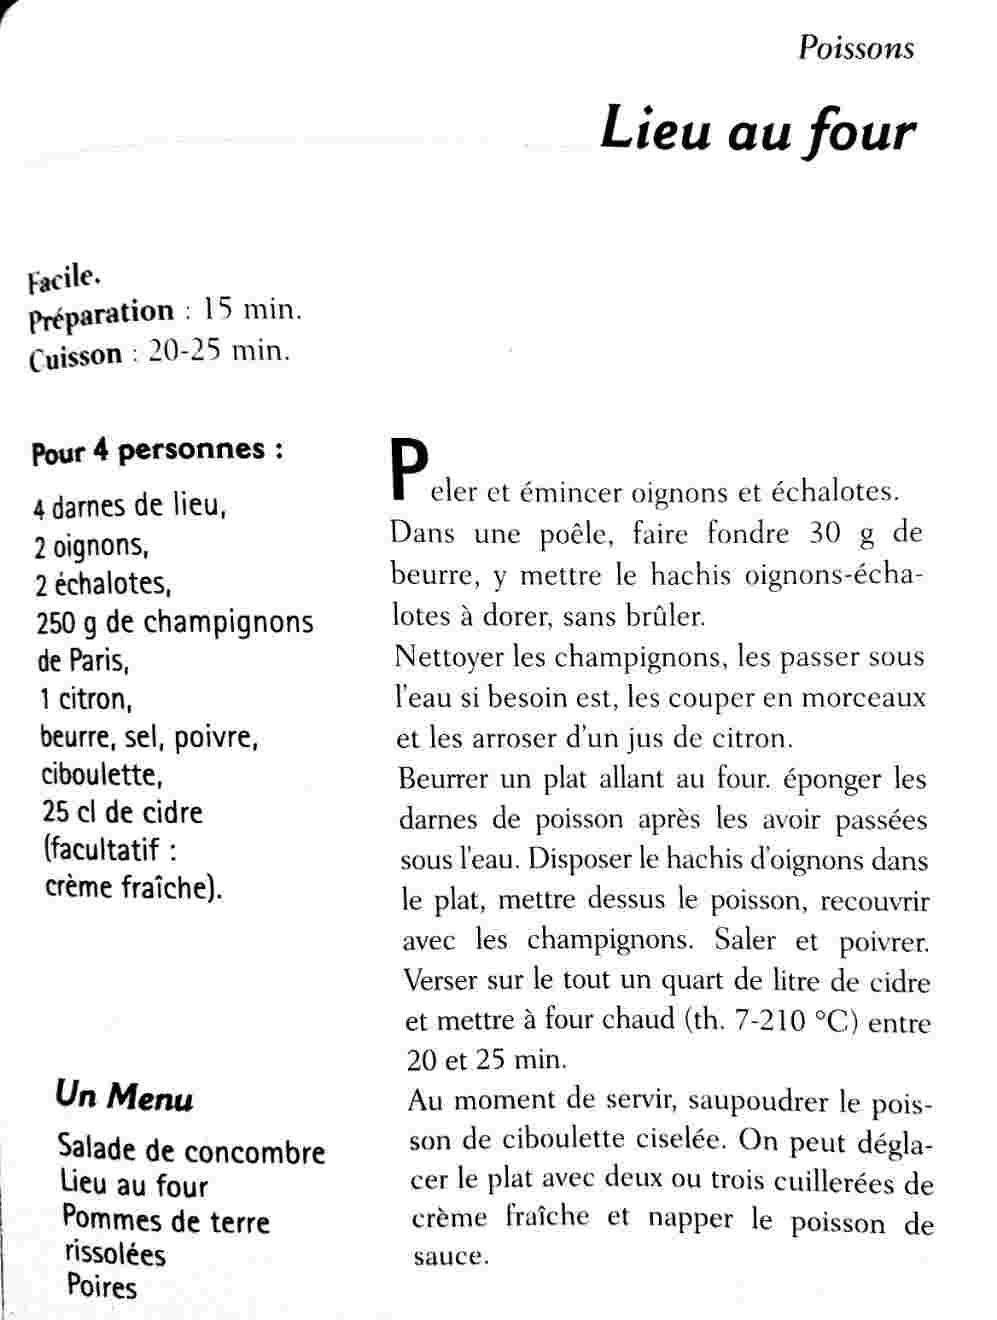 Poissons
Lieu au four
Facile.
Préparation : 15 min.
Cuisson : 20-25 min.
Pour 4 personnes :
4 darnes de lieu,
2 oignons,
2 échalotes,
250 g de champignons
de Paris,
1 citron,
beurre, sel, poivre,
ciboulette,
25 cl de cidre
(facultatif :
crème fraîche).
Un Menu
Salade de concombre
Lieu au four
Pommes de terre
rissolées
Poires
Peler et émincer oignons et échalotes.
Dans une poêle, faire fondre 30 g de
beurre, y mettre le hachis oignons-écha-
lotes à dorer, sans brûler.
Nettoyer les champignons, les passer sous
l'eau si besoin est, les couper en morceaux
et les arroser d'un jus de citron.
Beurrer un plat allant au four. éponger les
darnes de poisson après les avoir passées
sous l'eau. Disposer le hachis d'oignons dans
le plat, mettre dessus le poisson, recouvrir
avec les champignons. Saler et poivrer.
Verser sur le tout un quart de litre de cidre
et mettre à four chaud (th. 7-210 °C) entre
20 et 25 min.
Au moment de servir, saupoudrer le pois-
son de ciboulette ciselée. On peut dégla-
cer le plat avec deux ou trois cuillerées de
crème fraîche et napper le poisson de
sauce.